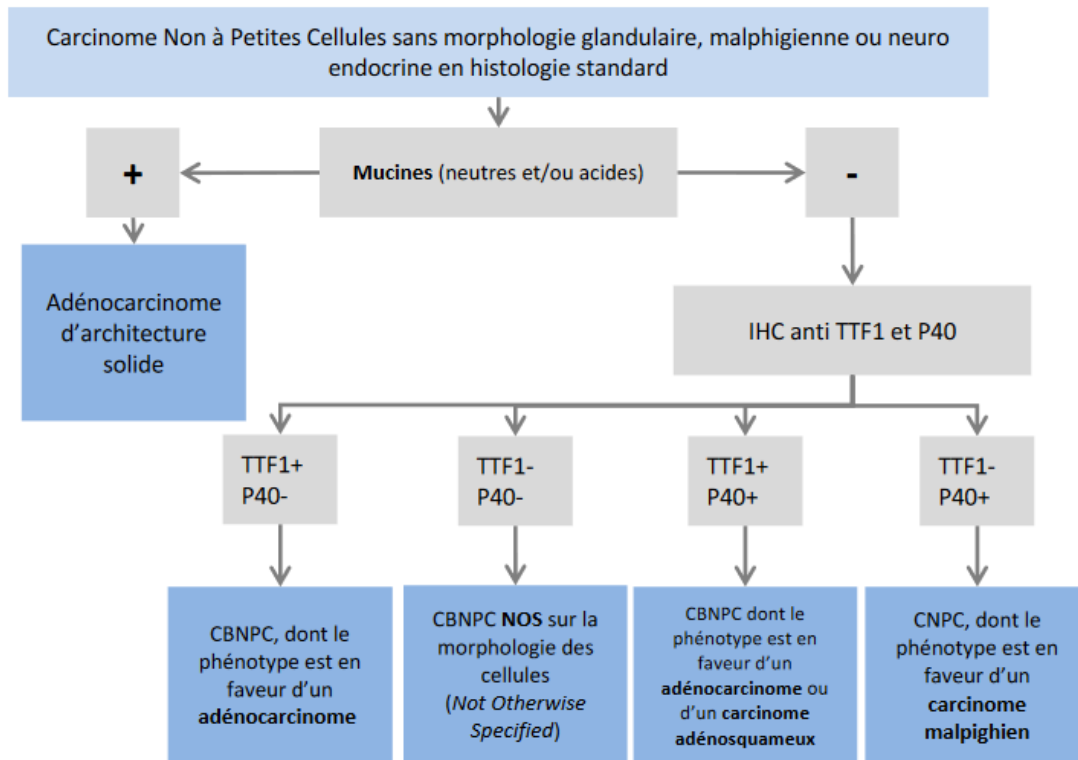 Carcinome Non à Petites Cellules sans morphologie glandulaire, malphigienne ou neuro
endocrine en histologie standard
+
Mucines (neutres et/ou acides)
-
Adénocarcinome
d’architecture
solide
IHC anti TTF1 et P40
TTF1+
P40-
TTF1-
P40-
TTF1+
P40+
TTF1-
P40+
CBNPC, dont le
phénotype est en
faveur d’un
adénocarcinome
CBNPC NOS sur la
morphologie des
cellules
(Not Otherwise
Specified)
CBNPC dont le
phénotype est en
faveur d’un
adénocarcinome ou
d’un carcinome
adénosquameux
CNPC, dont le
phénotype est en
faveur d’un
carcinome
malpighien